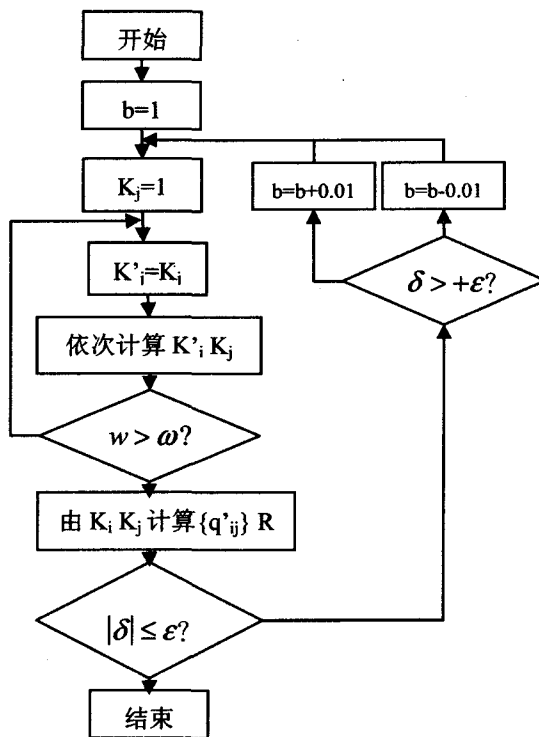 开始
b=1
K_j=1
b=b+0.01
b=b-0.01
K'_i=K_i
δ > +ε?
依次计算 K'_i K_j
w > ω?
由 K_i K_j 计算{q'_ij} R
|δ| ≤ ε?
结束